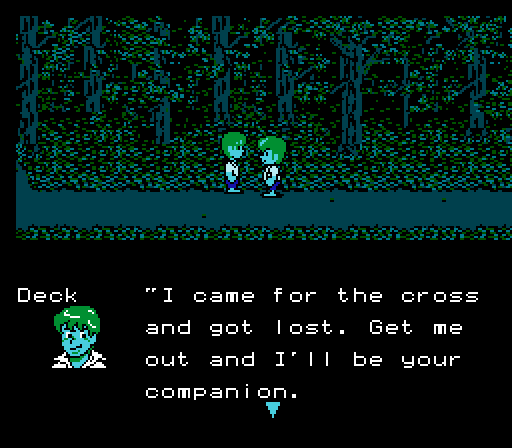 Deck
"I came for the cross
and got lost. Get me
out and I'll be your
companion.